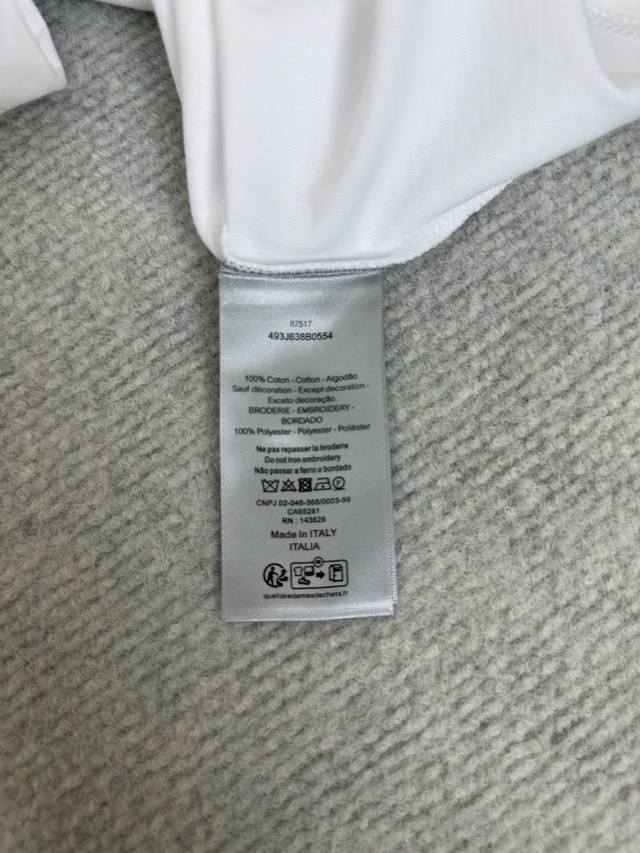 87517
493J638B0554
100% Coton - Cotton - Algodão
Sauf décoration - Except decoration -
Exceto decoração
BRODERIE - EMBROIDERY -
BORDADO
100% Polyester - Polyester - Poliéster
Ne pas repasser la broderie
Do not iron embroidery
Não passar a ferro o bordado
CNPJ 02-046-366/0003-99
CA65281
RN : 143628
Made in ITALY
ITALIA
quefairedemesdechets.fr